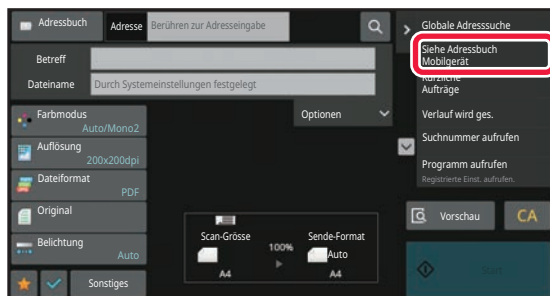 Adressbuch
Adresse
Berühren zur Adresseingabe
Globale Adresssuche
Siehe Adressbuch
Mobilgerät
Kürzliche
Aufträge
Verlauf wird ges.
Suchnummer aufrufen
Programm aufrufen
Registrierte Einst. aufrufen.
Betreff
Dateiname
Durch Systemeinstellungen festgelegt
Optionen
Farbmodus
Auto/Mono2
Auflösung
200x200dpi
Dateiformat
PDF
Original
Belichtung
Auto
Sonstiges
Scan-Grösse
100%
Sende-Format
Auto
A4
A4
Vorschau
CA
Start